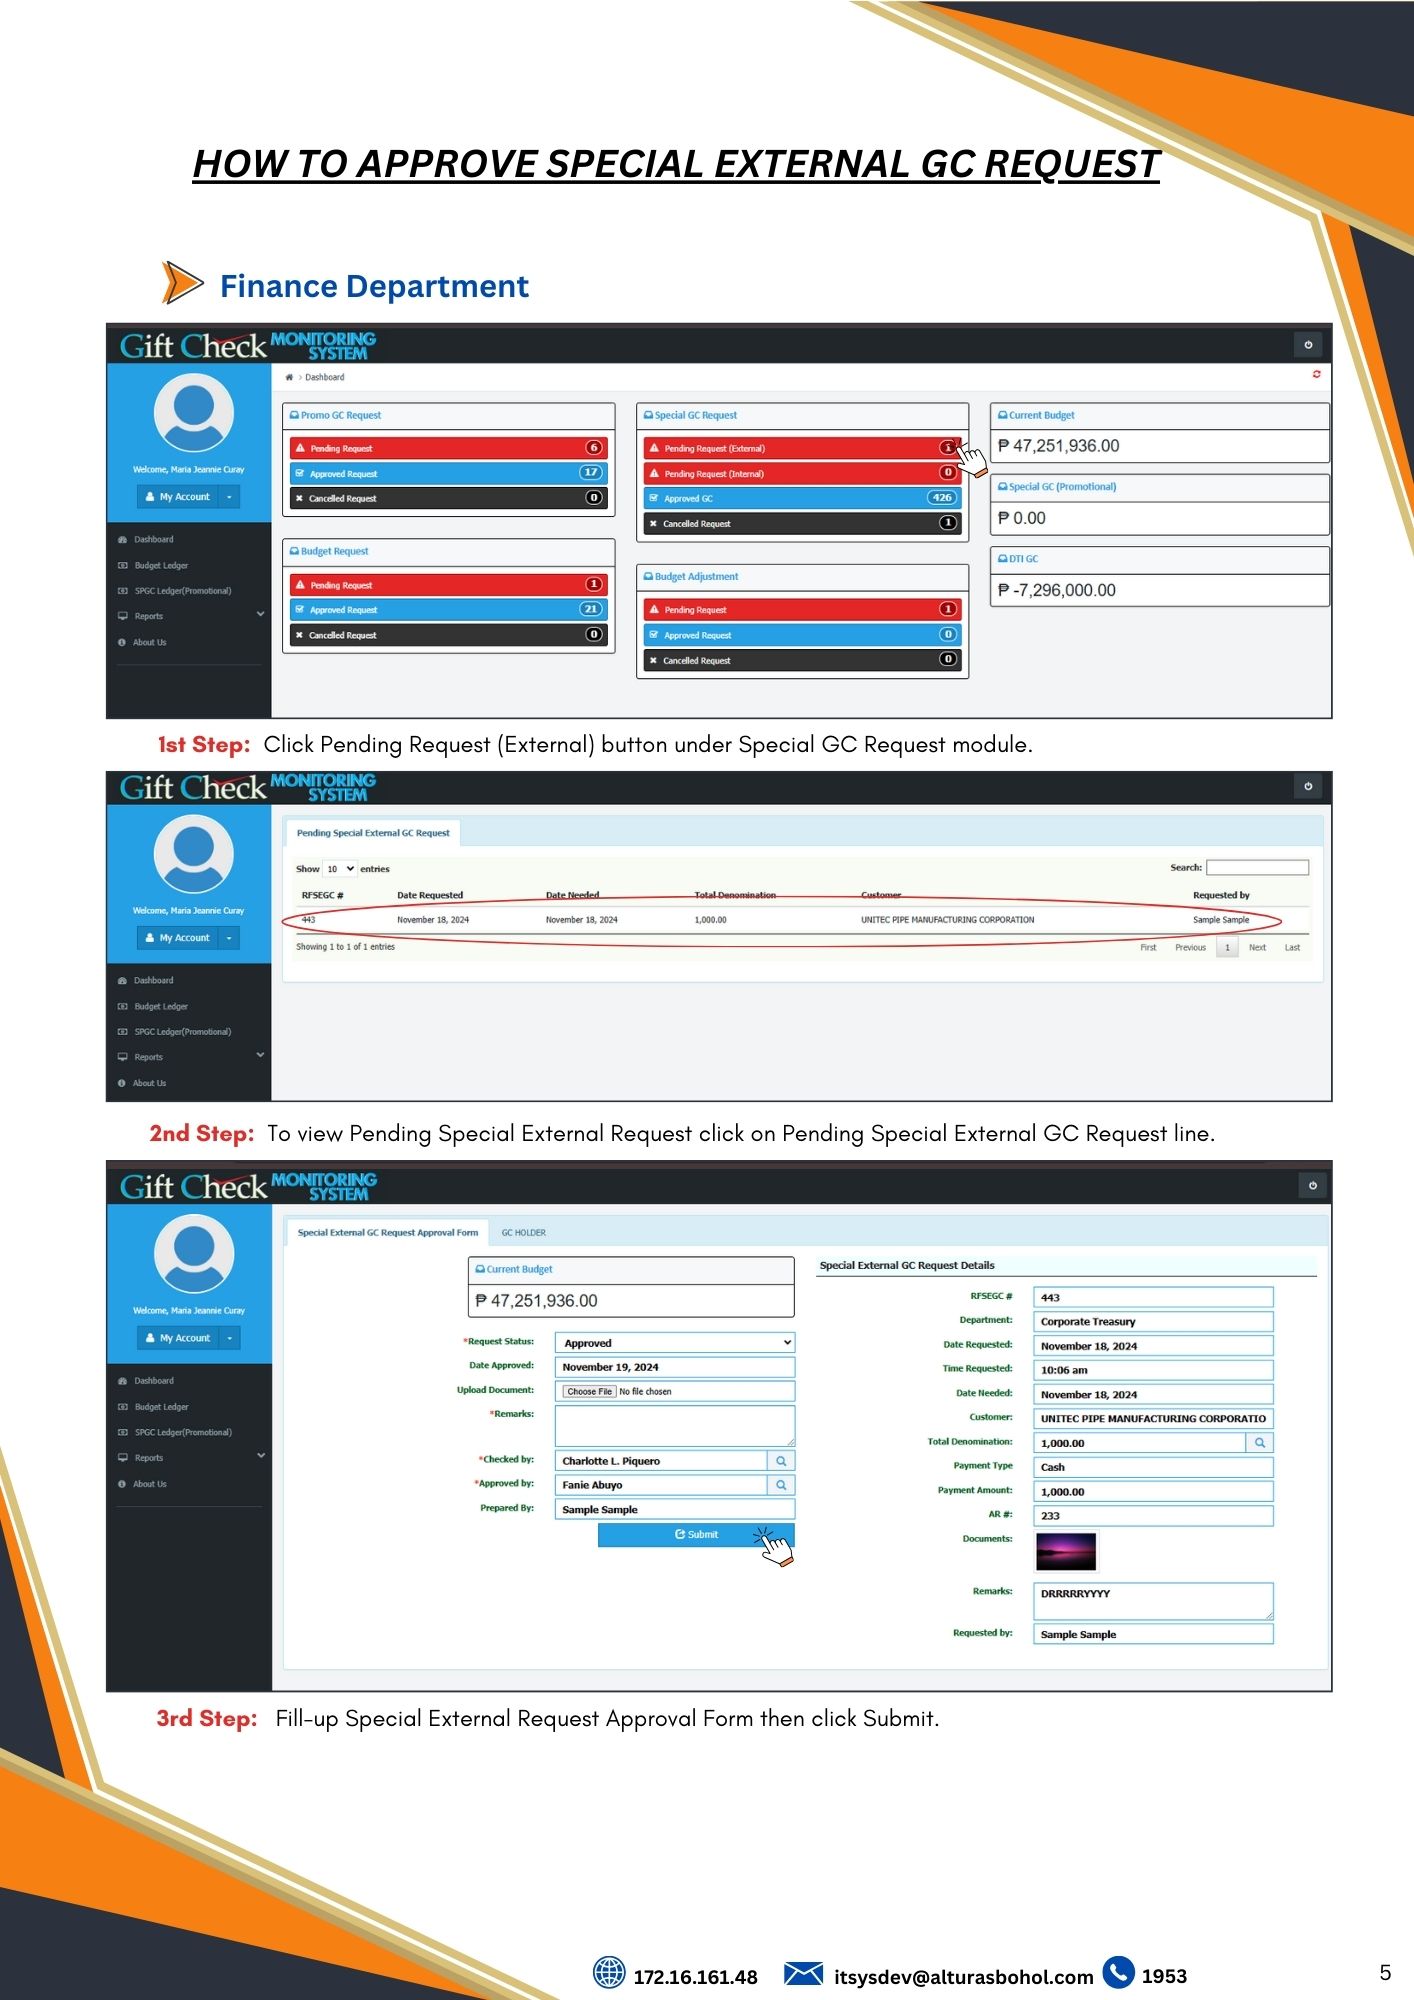 HOW TO APPROVE SPECIAL EXTERNAL GC REQUEST
Finance Department
Gift Check MONITORING SYSTEM
Welcome, Maria Jeannie Curay
My Account
Dashboard
Budget Ledger
SPGC Ledger(Promotional)
Reports
About Us
> Dashboard
Promo GC Request
Pending Request 6
Approved Request 17
Cancelled Request 0
Budget Request
Pending Request 1
Approved Request 21
Cancelled Request 0
Special GC Request
Pending Request (External) 1
Pending Request (Internal) 0
Approved GC 426
Cancelled Request 1
Budget Adjustment
Pending Request 1
Approved Request 0
Cancelled Request 0
Current Budget
₱ 47,251,936.00
Special GC (Promotional)
₱ 0.00
DTI GC
₱ -7,296,000.00
1st Step: Click Pending Request (External) button under Special GC Request module.
Gift Check MONITORING SYSTEM
Welcome, Maria Jeannie Curay
My Account
Dashboard
Budget Ledger
SPGC Ledger(Promotional)
Reports
About Us
Pending Special External GC Request
Show 10 entries Search:
RFSEGC # Date Requested Date Needed Total Denomination Customer Requested by
443 November 18, 2024 November 18, 2024 1,000.00 UNITEC PIPE MANUFACTURING CORPORATION Sample Sample
Showing 1 to 1 of 1 entries First Previous 1 Next Last
2nd Step: To view Pending Special External Request click on Pending Special External GC Request line.
Gift Check MONITORING SYSTEM
Welcome, Maria Jeannie Curay
My Account
Dashboard
Budget Ledger
SPGC Ledger(Promotional)
Reports
About Us
Special External GC Request Approval Form GC HOLDER
Current Budget
₱ 47,251,936.00
*Request Status: Approved
Date Approved: November 19, 2024
Upload Document: Choose File No file chosen
*Remarks:
*Checked by: Charlotte L. Piquero
*Approved by: Fanie Abuyo
Prepared By: Sample Sample
Submit
Special External GC Request Details
RFSEGC # 443
Department: Corporate Treasury
Date Requested: November 18, 2024
Time Requested: 10:06 am
Date Needed: November 18, 2024
Customer: UNITEC PIPE MANUFACTURING CORPORATIO
Total Denomination: 1,000.00
Payment Type Cash
Payment Amount: 1,000.00
AR #: 233
Documents:
Remarks: DRRRRRYYYY
Requested by: Sample Sample
3rd Step: Fill-up Special External Request Approval Form then click Submit.
172.16.161.48 itsysdev@alturasbohol.com 1953
5